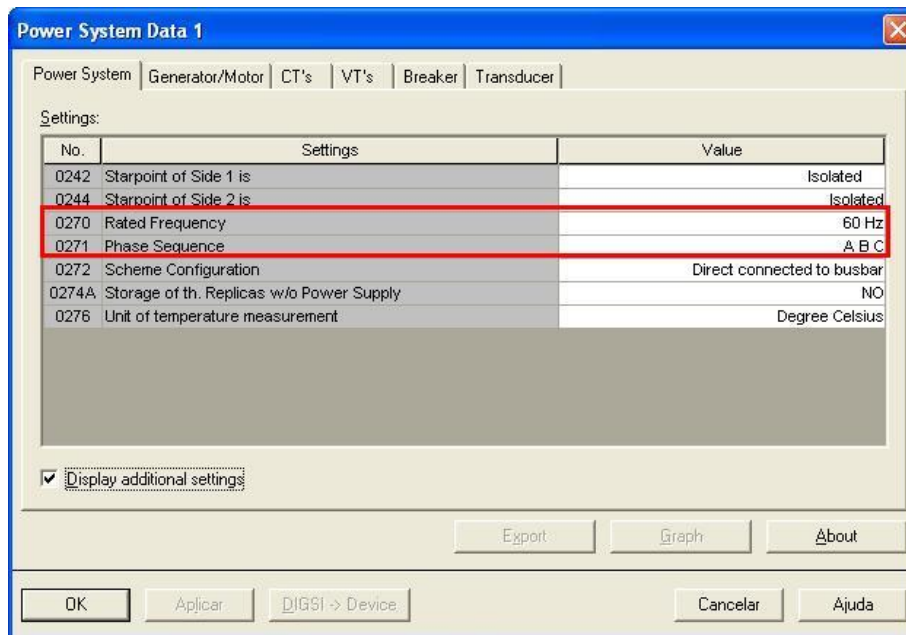 Power System Data 1
Power System Generator/Motor CT's VT's Breaker Transducer
Settings:
No. Settings Value
0242 Starpoint of Side 1 is Isolated
0244 Starpoint of Side 2 is Isolated
0270 Rated Frequency 60 Hz
0271 Phase Sequence A B C
0272 Scheme Configuration Direct connected to busbar
0274A Storage of th. Replicas w/o Power Supply NO
0276 Unit of temperature measurement Degree Celsius
Display additional settings
Export Graph About
OK Aplicar DIGSI -> Device Cancelar Ajuda